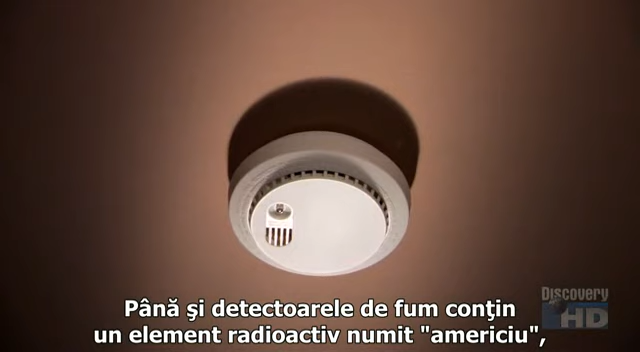 Discovery
HD
Până şi detectoarele de fum conţin
un element radioactiv numit "americiu",